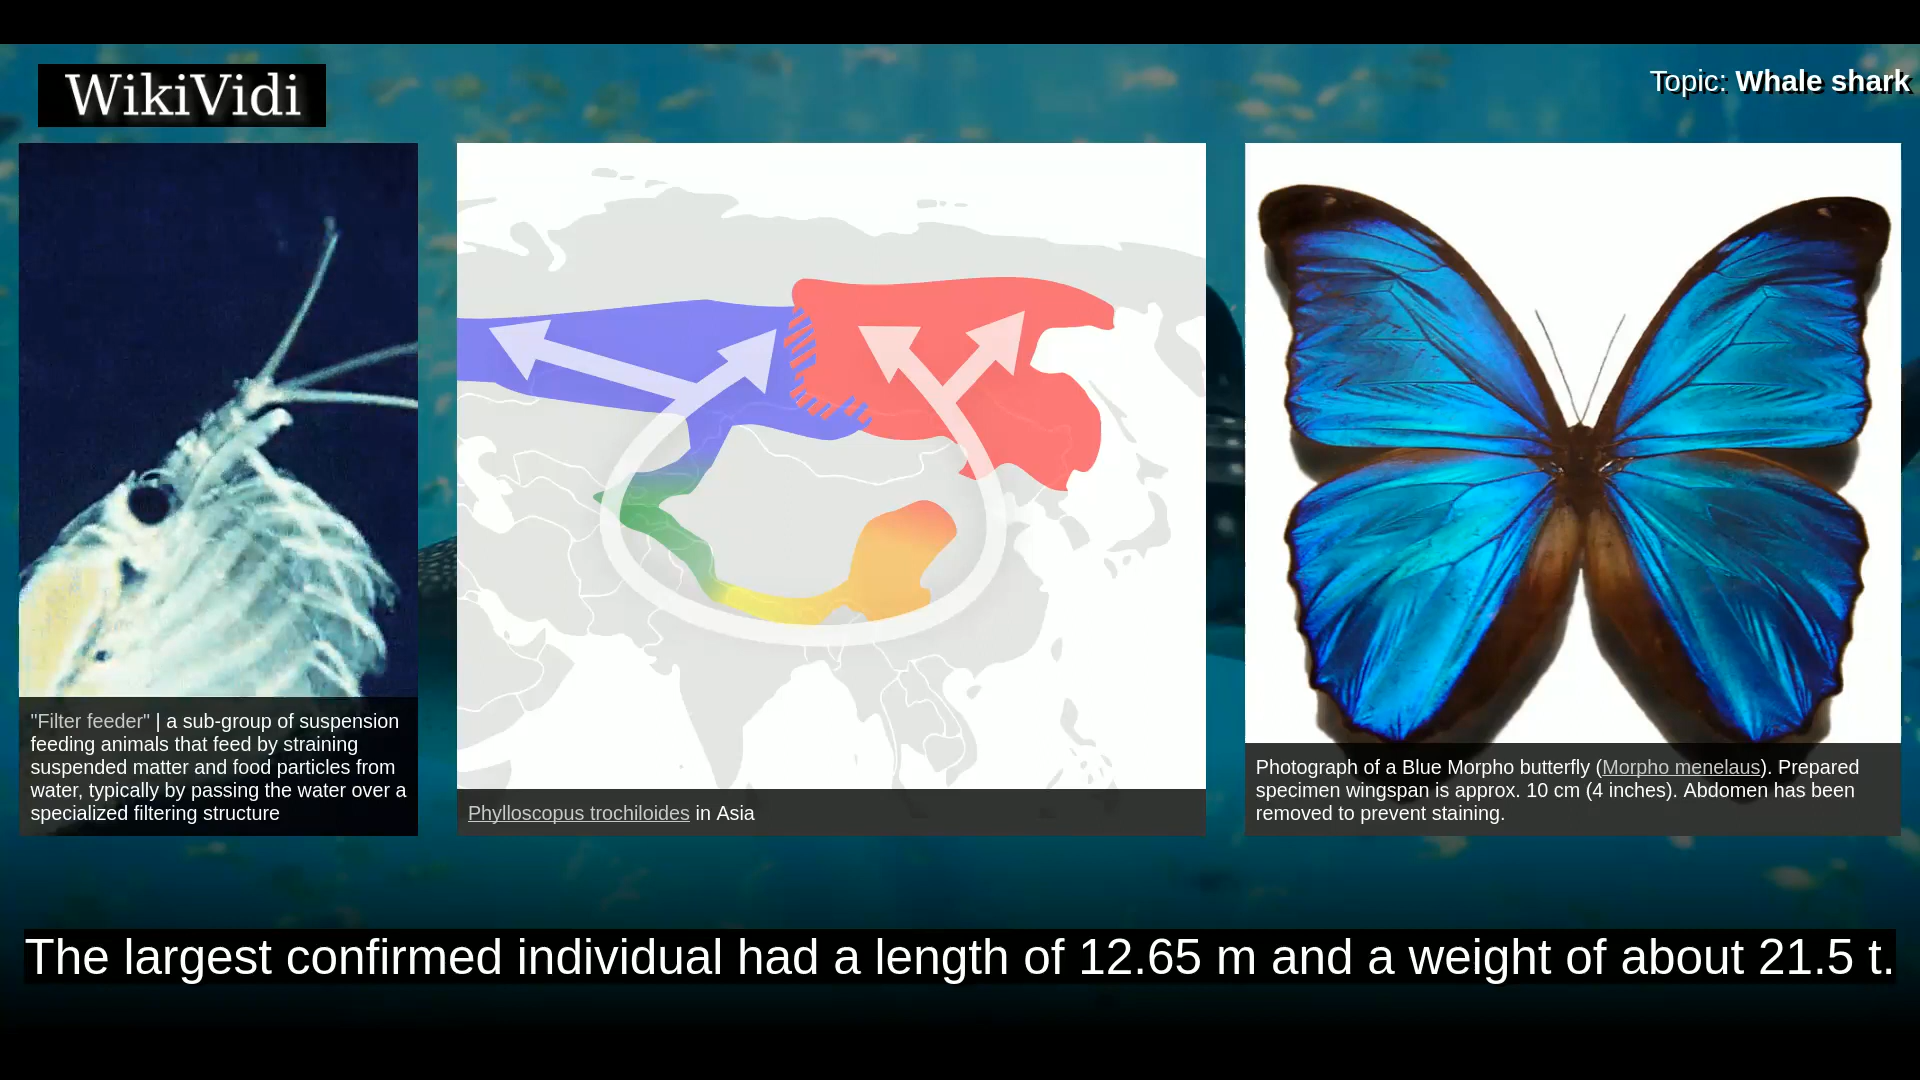 WikiVidi
Topic: Whale shark
"Filter feeder" | a sub-group of suspension
feeding animals that feed by straining
suspended matter and food particles from
water, typically by passing the water over a
specialized filtering structure
Phylloscopus trochiloides in Asia
Photograph of a Blue Morpho butterfly (Morpho menelaus). Prepared
specimen wingspan is approx. 10 cm (4 inches). Abdomen has been
removed to prevent staining.
The largest confirmed individual had a length of 12.65 m and a weight of about 21.5 t.